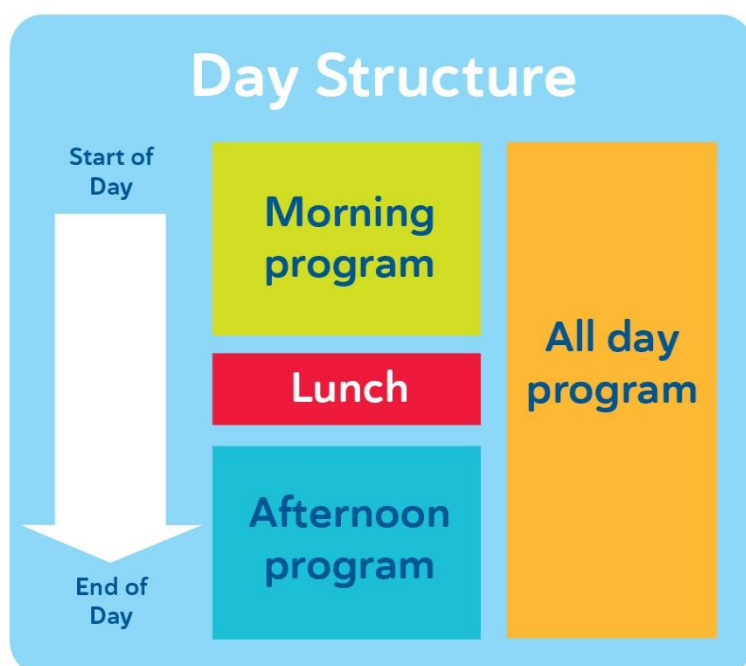 Day Structure
Start of
Day
Morning
program
Lunch
Afternoon
program
All day
program
End of
Day